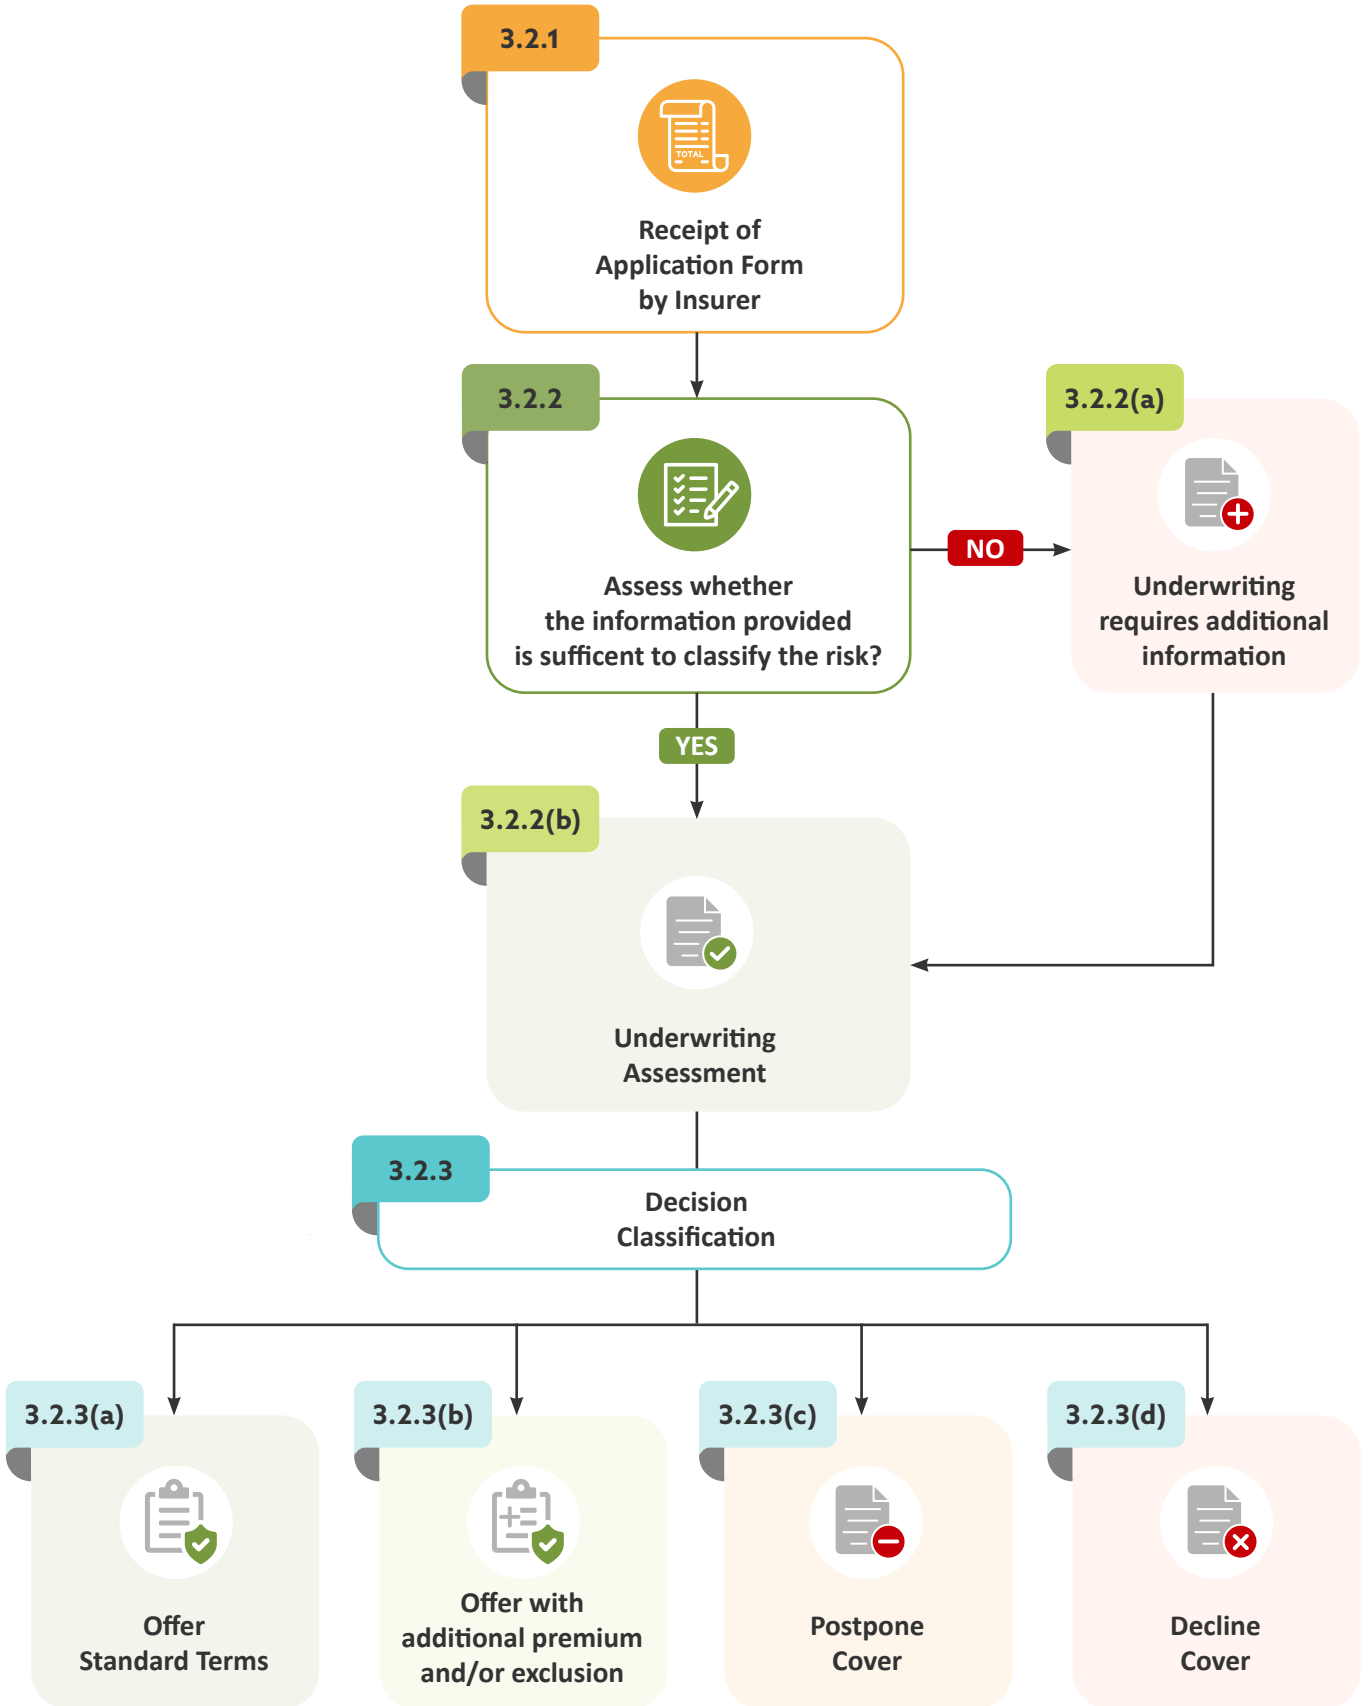 3.2.1
TOTAL
Receipt of
Application Form
by Insurer
3.2.2
Assess whether
the information provided
is sufficent to classify the risk?
NO
3.2.2(a)
Underwriting
requires additional
information
YES
3.2.2(b)
Underwriting
Assessment
3.2.3
Decision
Classification
3.2.3(a)
Offer
Standard Terms
3.2.3(b)
Offer with
additional premium
and/or exclusion
3.2.3(c)
Postpone
Cover
3.2.3(d)
Decline
Cover